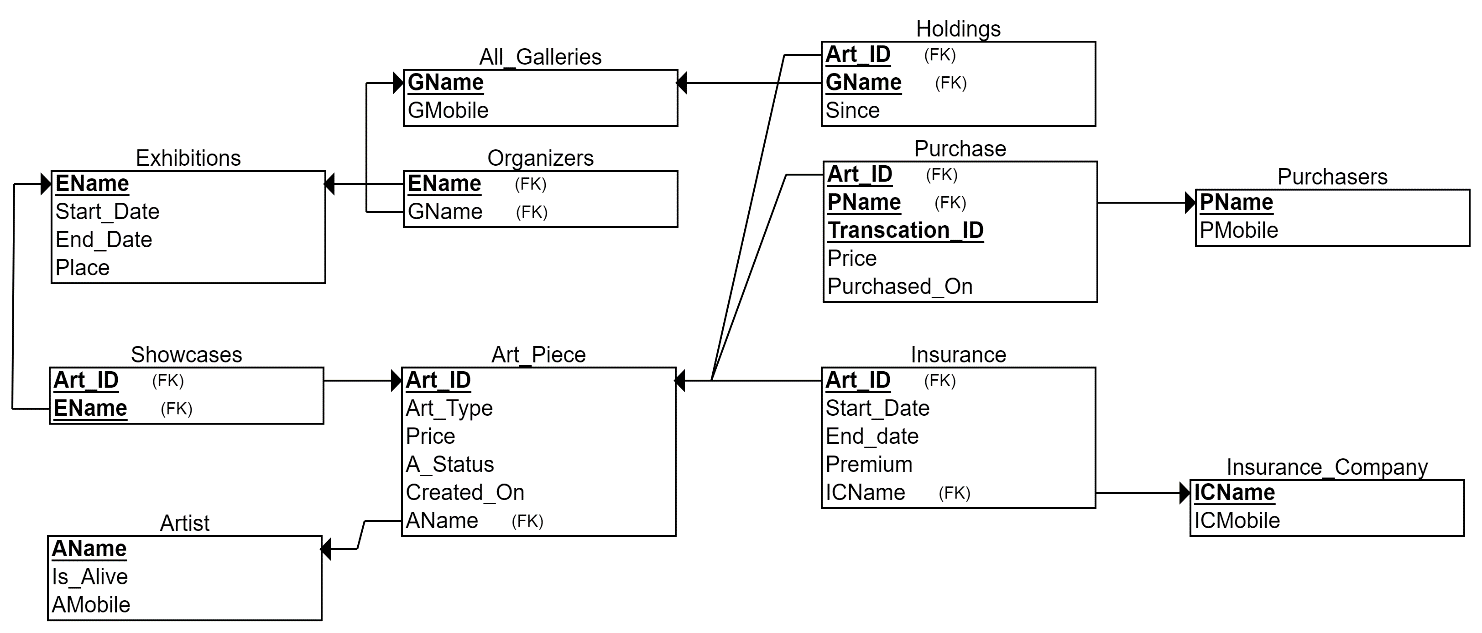 All_Galleries
GName
GMobile
Holdings
Art_ID (FK)
GName (FK)
Since
Exhibitions
EName
Start_Date
End_Date
Place
Organizers
EName (FK)
GName (FK)
Purchase
Art_ID (FK)
PName (FK)
Transcation_ID
Price
Purchased_On
Purchasers
PName
PMobile
Showcases
Art_ID (FK)
EName (FK)
Art_Piece
Art_ID
Art_Type
Price
A_Status
Created_On
AName (FK)
Insurance
Art_ID (FK)
Start_Date
End_date
Premium
ICName (FK)
Insurance_Company
ICName
ICMobile
Artist
AName
Is_Alive
AMobile